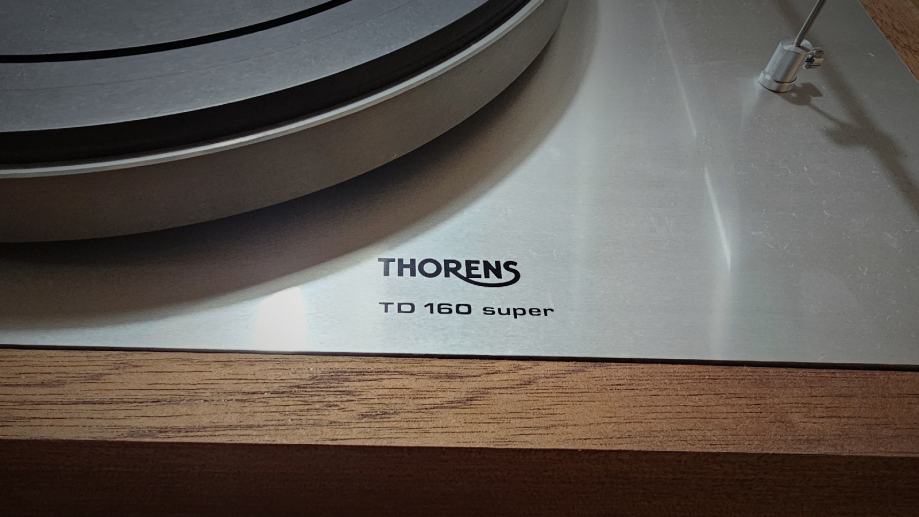 THORENS
TD 160 super